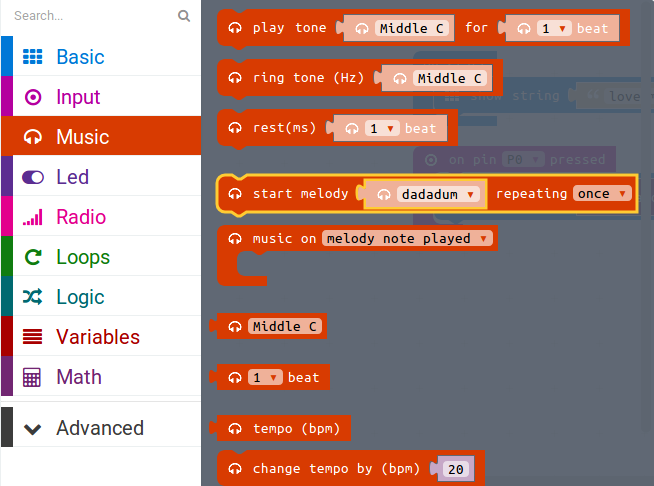 Search...
Basic
Input
Music
Led
Radio
Loops
Logic
Variables
Math
Advanced
play tone Middle C for 1 beat
ring tone (Hz) Middle C
rest(ms) 1 beat
show string love
on pin P0 pressed
start melody dadadum repeating once
music on melody note played
Middle C
1 beat
tempo (bpm)
change tempo by (bpm) 20